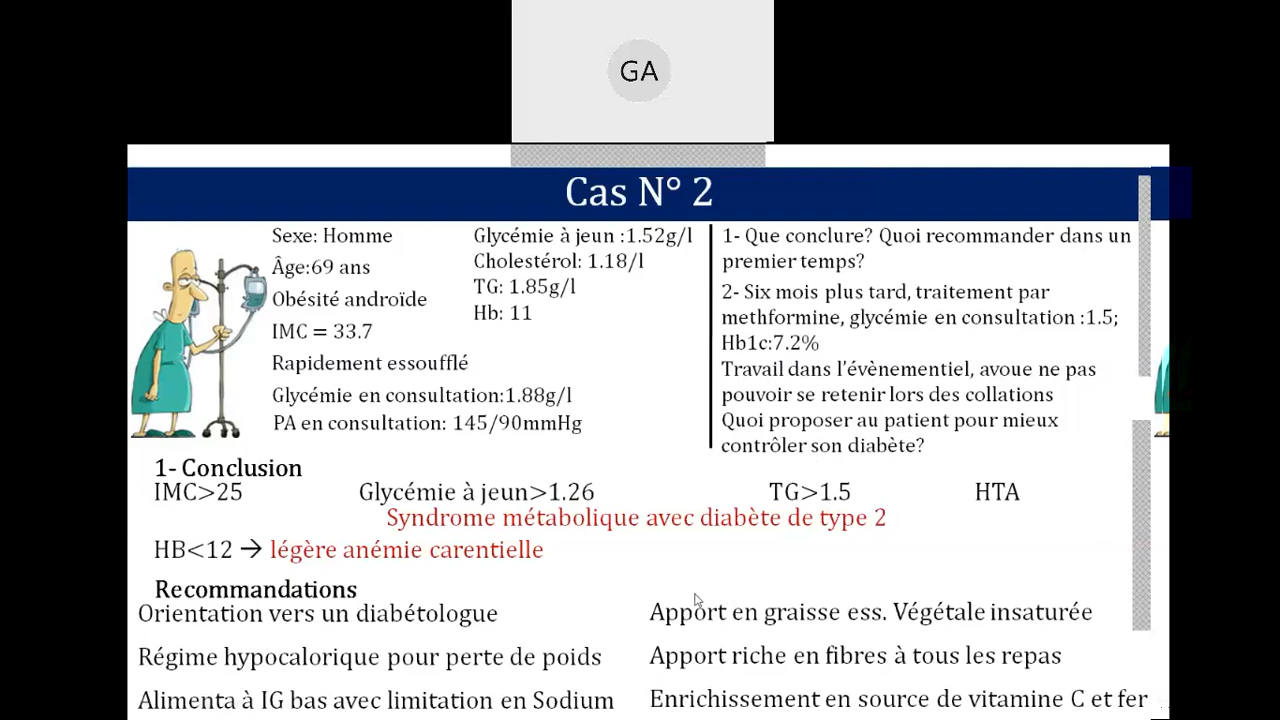 GA
Cas N° 2
Sexe: Homme
Âge:69 ans
Obésité androïde
IMC = 33.7
Rapidement essoufflé
Glycémie en consultation:1.88g/l
PA en consultation: 145/90mmHg
Glycémie à jeun :1.52g/l
Cholestérol: 1.18/l
TG: 1.85g/l
Hb: 11
1- Que conclure? Quoi recommander dans un
premier temps?
2- Six mois plus tard, traitement par
methformine, glycémie en consultation :1.5;
Hb1c:7.2%
Travail dans l’évènementiel, avoue ne pas
pouvoir se retenir lors des collations
Quoi proposer au patient pour mieux
contrôler son diabète?
1- Conclusion
IMC>25 Glycémie à jeun>1.26 TG>1.5 HTA
Syndrome métabolique avec diabète de type 2
HB<12 → légère anémie carentielle
Recommandations
Orientation vers un diabétologue
Régime hypocalorique pour perte de poids
Alimenta à IG bas avec limitation en Sodium
Apport en graisse ess. Végétale insaturée
Apport riche en fibres à tous les repas
Enrichissement en source de vitamine C et fer